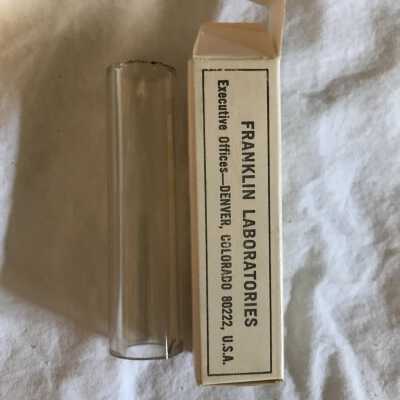 FRANKLIN LABORATORIES
Executive Offices—DENVER, COLORADO 80222, U.S.A.